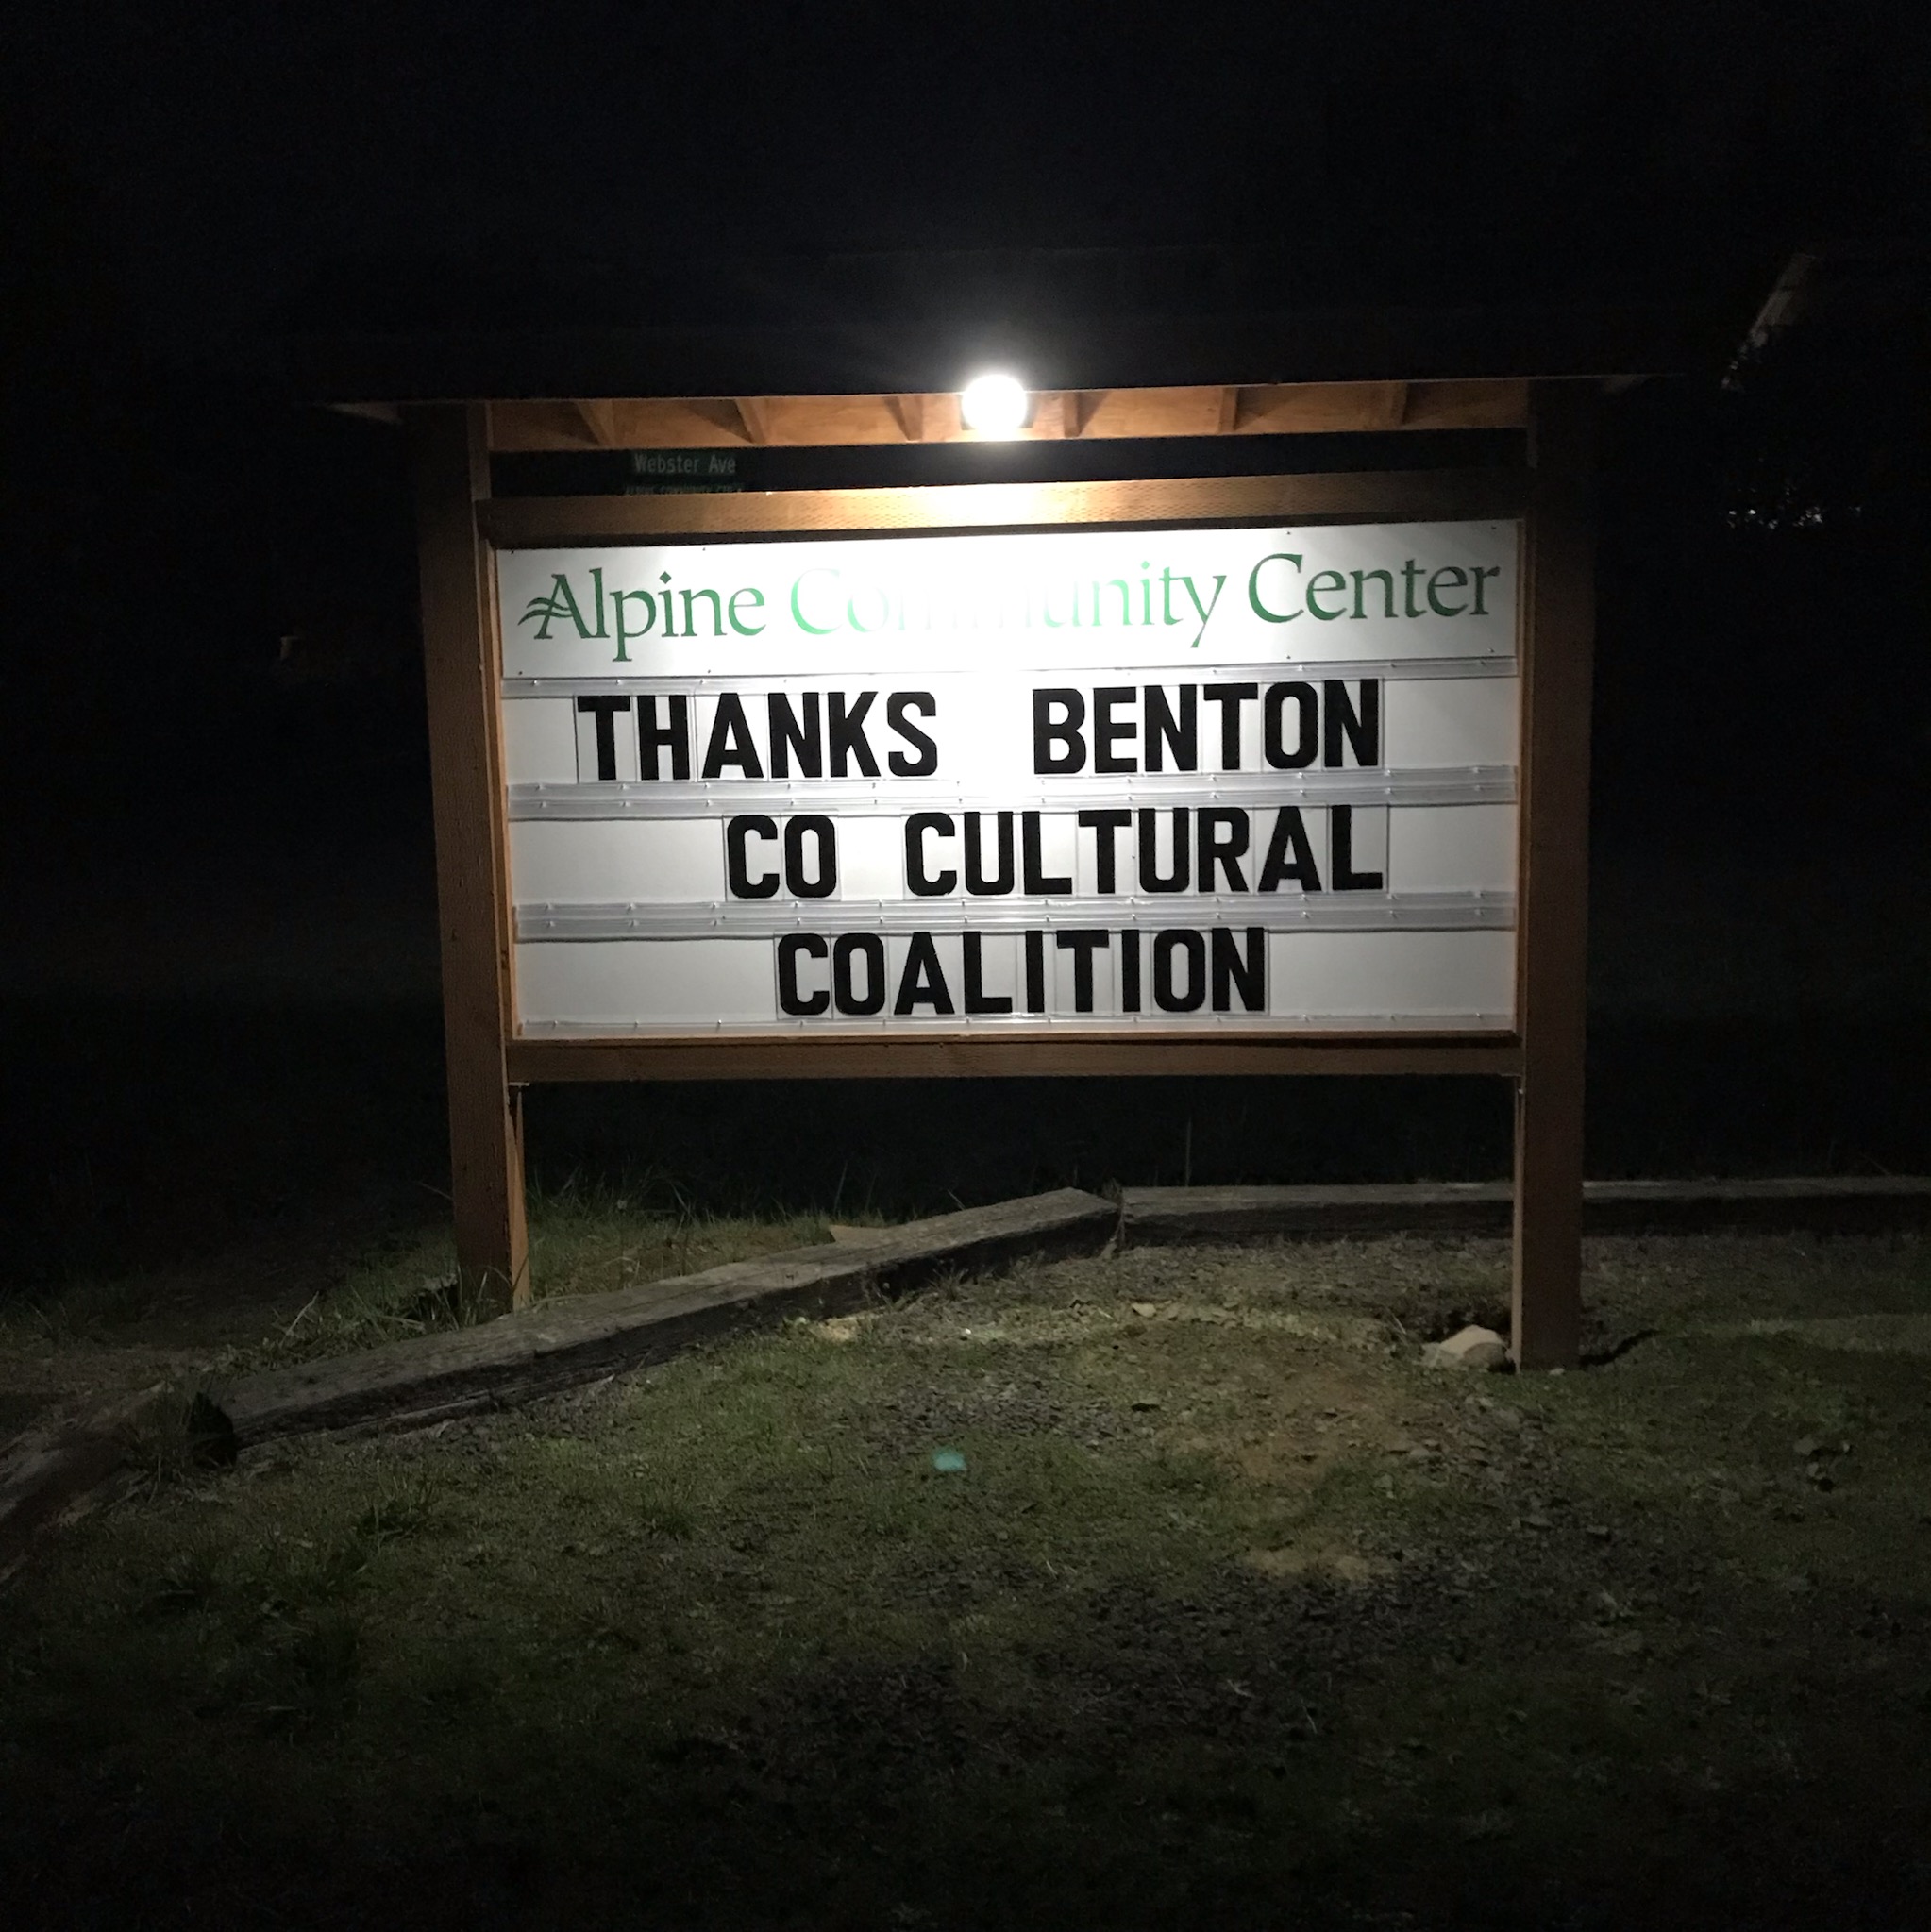 Webster Ave
Alpine Community Center
THANKS BENTON
CO CULTURAL
COALITION